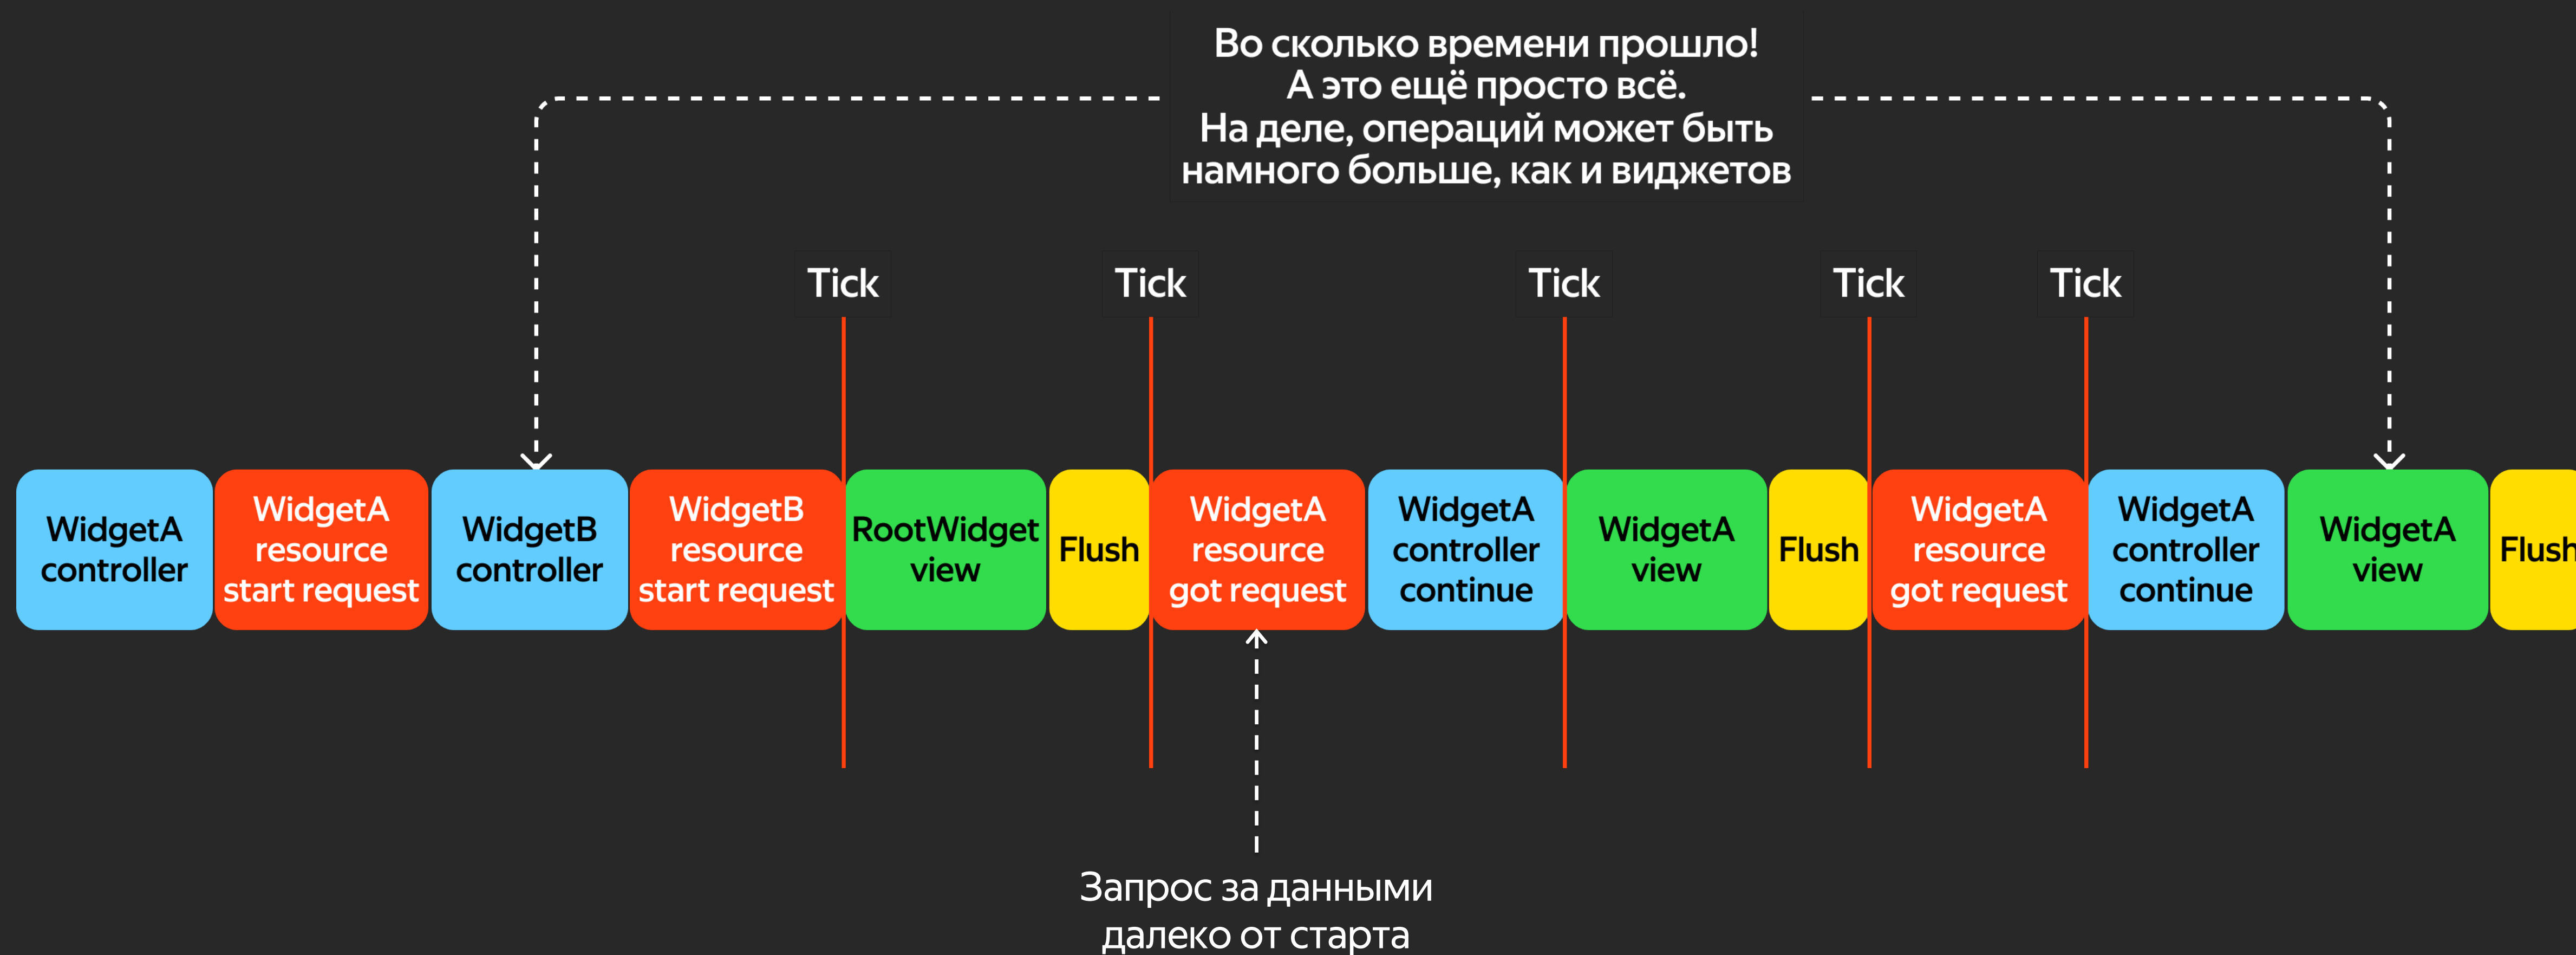 Во сколько времени прошло!
А это ещё просто всё.
На деле, операций может быть
намного больше, как и виджетов
Tick
Tick
Tick
Tick
Tick
WidgetA
controller
WidgetA
resource
start request
WidgetB
controller
WidgetB
resource
start request
RootWidget
view
Flush
WidgetA
resource
got request
WidgetA
controller
continue
WidgetA
view
Flush
WidgetA
resource
got request
WidgetA
controller
continue
WidgetA
view
Flush
Запрос за данными
далеко от старта